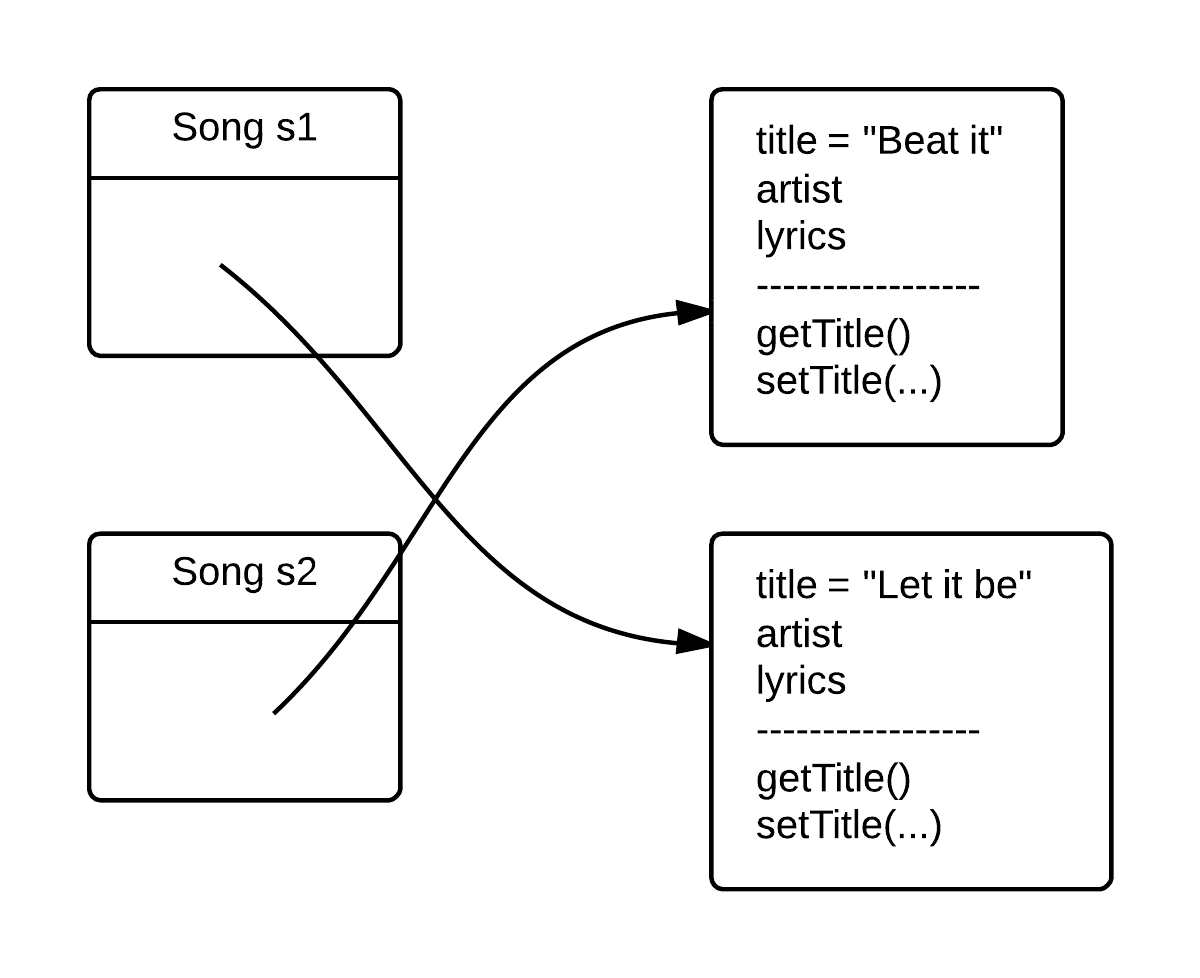 Song s1
title = "Beat it"
artist
lyrics
-----------------
getTitle()
setTitle(...)
Song s2
title = "Let it be"
artist
lyrics
-----------------
getTitle()
setTitle(...)